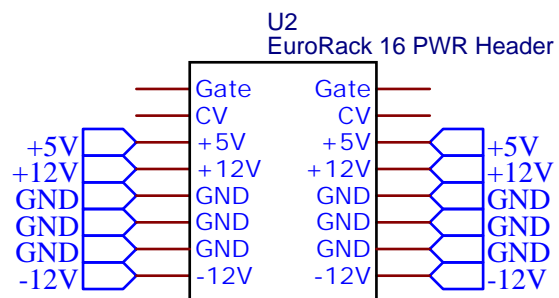 U2
EuroRack 16 PWR Header
Gate Gate
CV CV
+5V +5V +5V +5V
+12V +12V +12V +12V
GND GND GND GND
GND GND GND GND
GND GND GND GND
-12V -12V -12V -12V